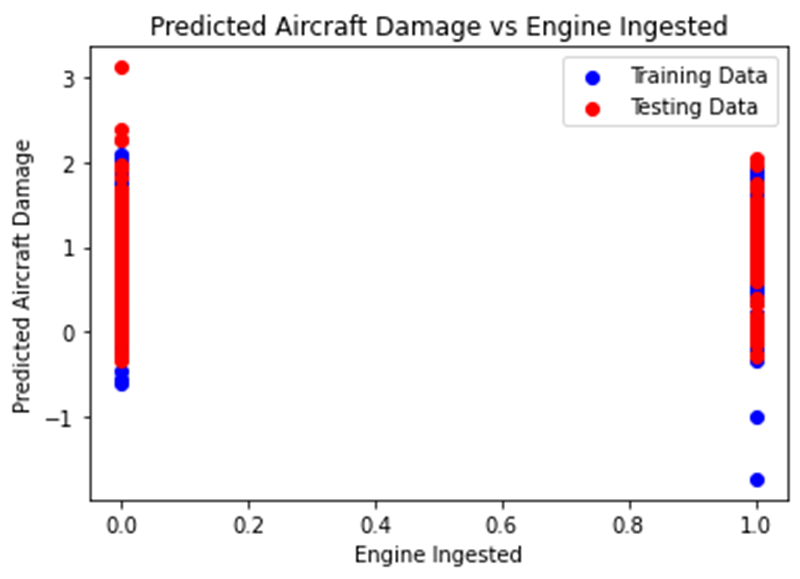 Predicted Aircraft Damage vs Engine Ingested
Training Data
Testing Data
Predicted Aircraft Damage
3
2
1
0
−1
0.0 0.2 0.4 0.6 0.8 1.0
Engine Ingested